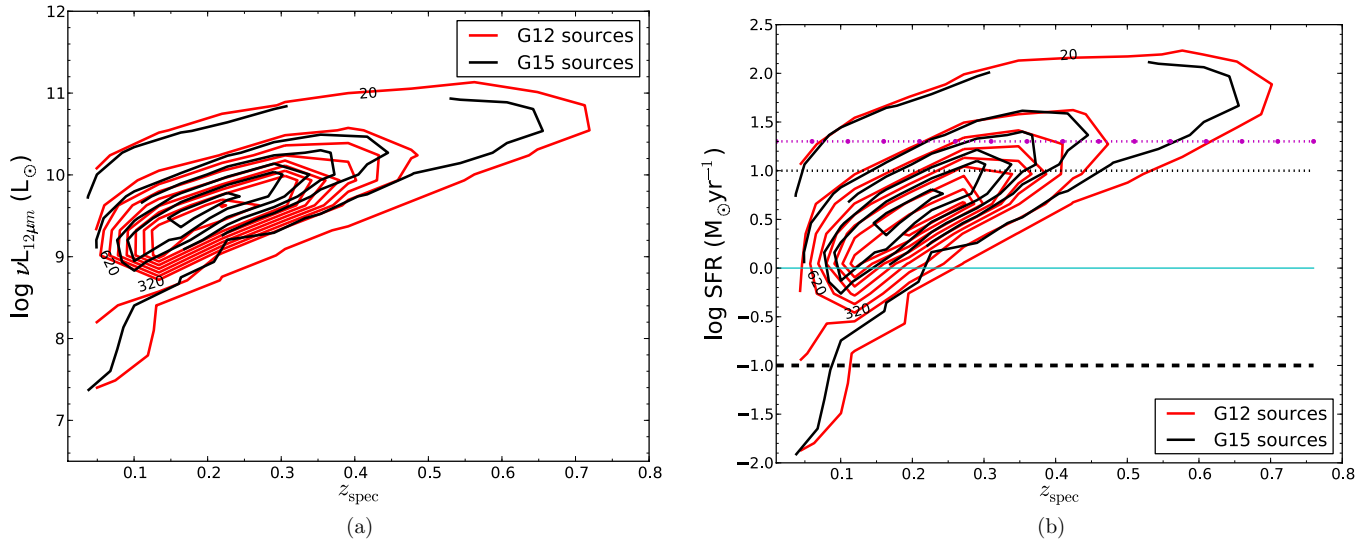 12
11
10
9
8
7
log νL12μm (L⊙)
0.1 0.2 0.3 0.4 0.5 0.6 0.7 0.8
zspec
G12 sources
G15 sources
20
620
320
(a)
2.5
2.0
1.5
1.0
0.5
0.0
−0.5
−1.0
−1.5
−2.0
log SFR (M⊙yr−1)
0.1 0.2 0.3 0.4 0.5 0.6 0.7 0.8
zspec
20
620
320
G12 sources
G15 sources
(b)